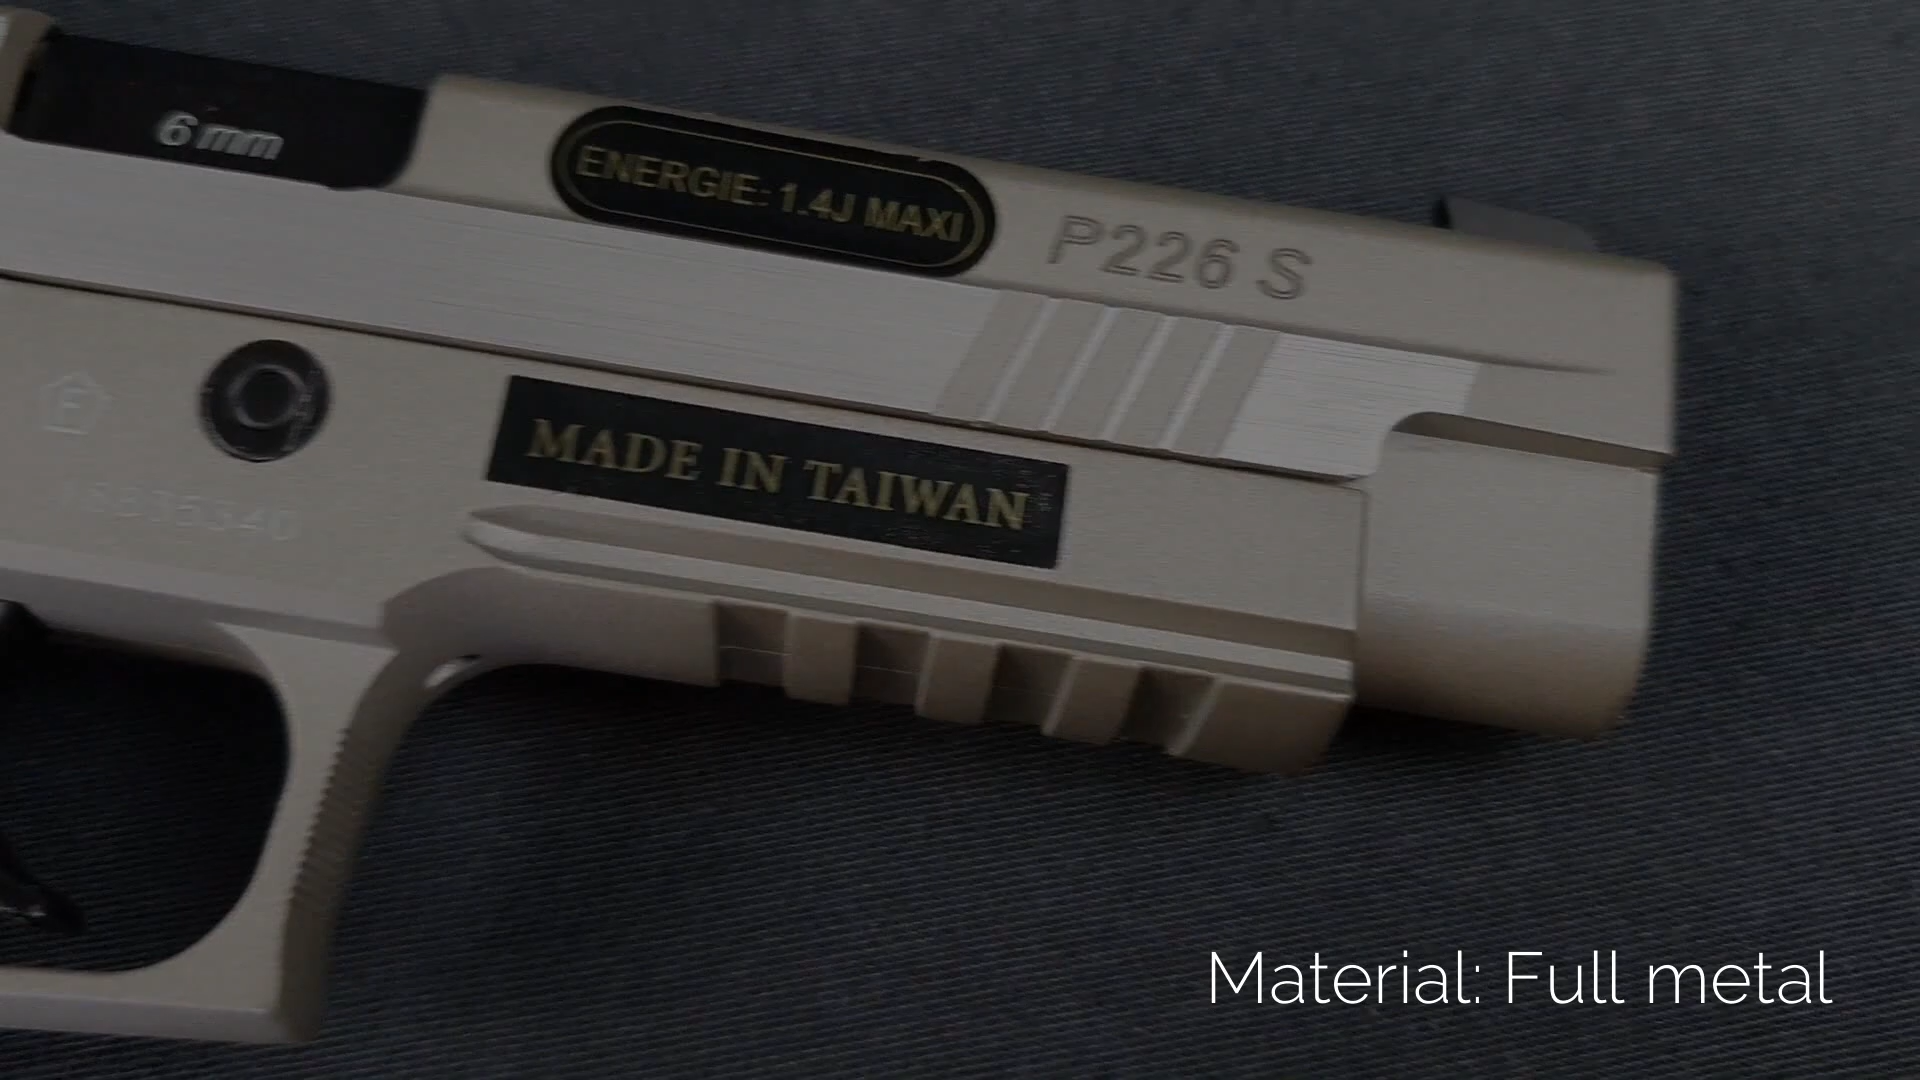 6 mm
ENERGIE: 1.4J MAXI
P226 S
F
MADE IN TAIWAN
Material: Full metal